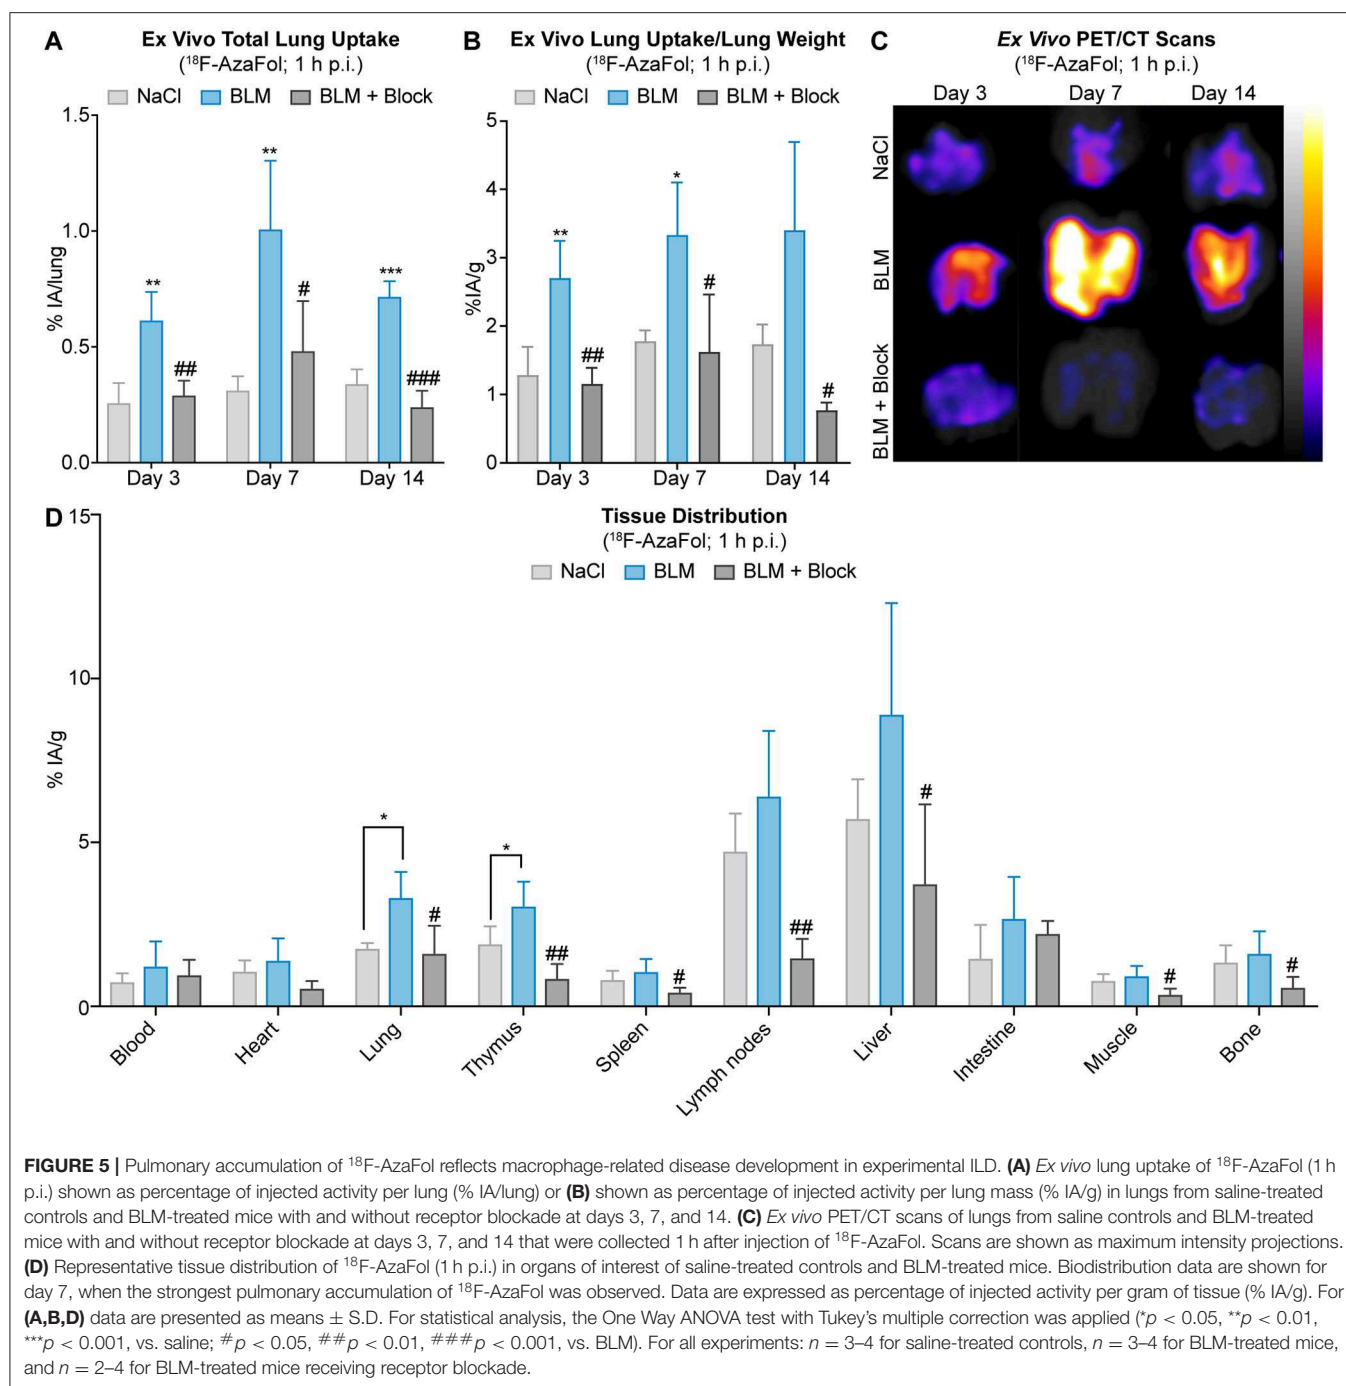 A
Ex Vivo Total Lung Uptake
(¹⁸F-AzaFol; 1 h p.i.)
NaCl BLM BLM + Block
% IA/lung
1.5
1.0
0.5
0.0
** ## ** # *** ###
Day 3 Day 7 Day 14
B
Ex Vivo Lung Uptake/Lung Weight
(¹⁸F-AzaFol; 1 h p.i.)
NaCl BLM BLM + Block
%IA/g
5
4
3
2
1
0
** ## * # #
Day 3 Day 7 Day 14
C
Ex Vivo PET/CT Scans
(¹⁸F-AzaFol; 1 h p.i.)
Day 3 Day 7 Day 14
NaCl
BLM
BLM + Block
D
Tissue Distribution
(¹⁸F-AzaFol; 1 h p.i.)
NaCl BLM BLM + Block
% IA/g
15
10
5
0
* # * ## # ## # # #
Blood Heart Lung Thymus Spleen Lymph nodes Liver Intestine Muscle Bone
FIGURE 5 | Pulmonary accumulation of ¹⁸F-AzaFol reflects macrophage-related disease development in experimental ILD. (A) Ex vivo lung uptake of ¹⁸F-AzaFol (1 h
p.i.) shown as percentage of injected activity per lung (% IA/lung) or (B) shown as percentage of injected activity per lung mass (% IA/g) in lungs from saline-treated
controls and BLM-treated mice with and without receptor blockade at days 3, 7, and 14. (C) Ex vivo PET/CT scans of lungs from saline controls and BLM-treated
mice with and without receptor blockade at days 3, 7, and 14 that were collected 1 h after injection of ¹⁸F-AzaFol. Scans are shown as maximum intensity projections.
(D) Representative tissue distribution of ¹⁸F-AzaFol (1 h p.i.) in organs of interest of saline-treated controls and BLM-treated mice. Biodistribution data are shown for
day 7, when the strongest pulmonary accumulation of ¹⁸F-AzaFol was observed. Data are expressed as percentage of injected activity per gram of tissue (% IA/g). For
(A,B,D) data are presented as means ± S.D. For statistical analysis, the One Way ANOVA test with Tukey's multiple correction was applied (*p < 0.05, **p < 0.01,
***p < 0.001, vs. saline; #p < 0.05, ##p < 0.01, ###p < 0.001, vs. BLM). For all experiments: n = 3–4 for saline-treated controls, n = 3–4 for BLM-treated mice,
and n = 2–4 for BLM-treated mice receiving receptor blockade.